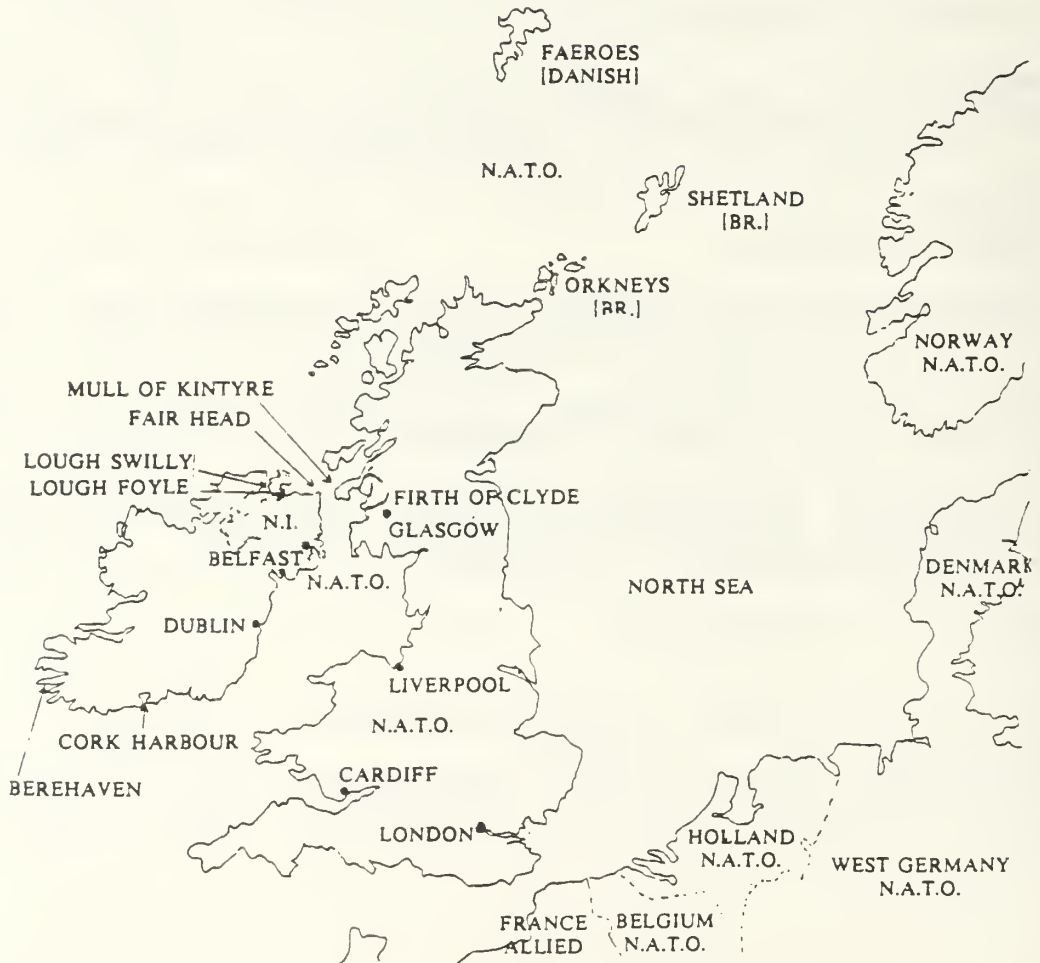 FAEROES
[DANISH]
N.A.T.O.
SHETLAND
[BR.]
ORKNEYS
[BR.]
NORWAY
N.A.T.O.
MULL OF KINTYRE
FAIR HEAD
LOUGH SWILLY
LOUGH FOYLE
FIRTH OF CLYDE
N.I.
GLASGOW
BELFAST
N.A.T.O.
NORTH SEA
DENMARK
N.A.T.O.
DUBLIN
LIVERPOOL
N.A.T.O.
CORK HARBOUR
BEREHAVEN
CARDIFF
LONDON
HOLLAND
N.A.T.O.
WEST GERMANY
N.A.T.O.
FRANCE
ALLIED
BELGIUM
N.A.T.O.